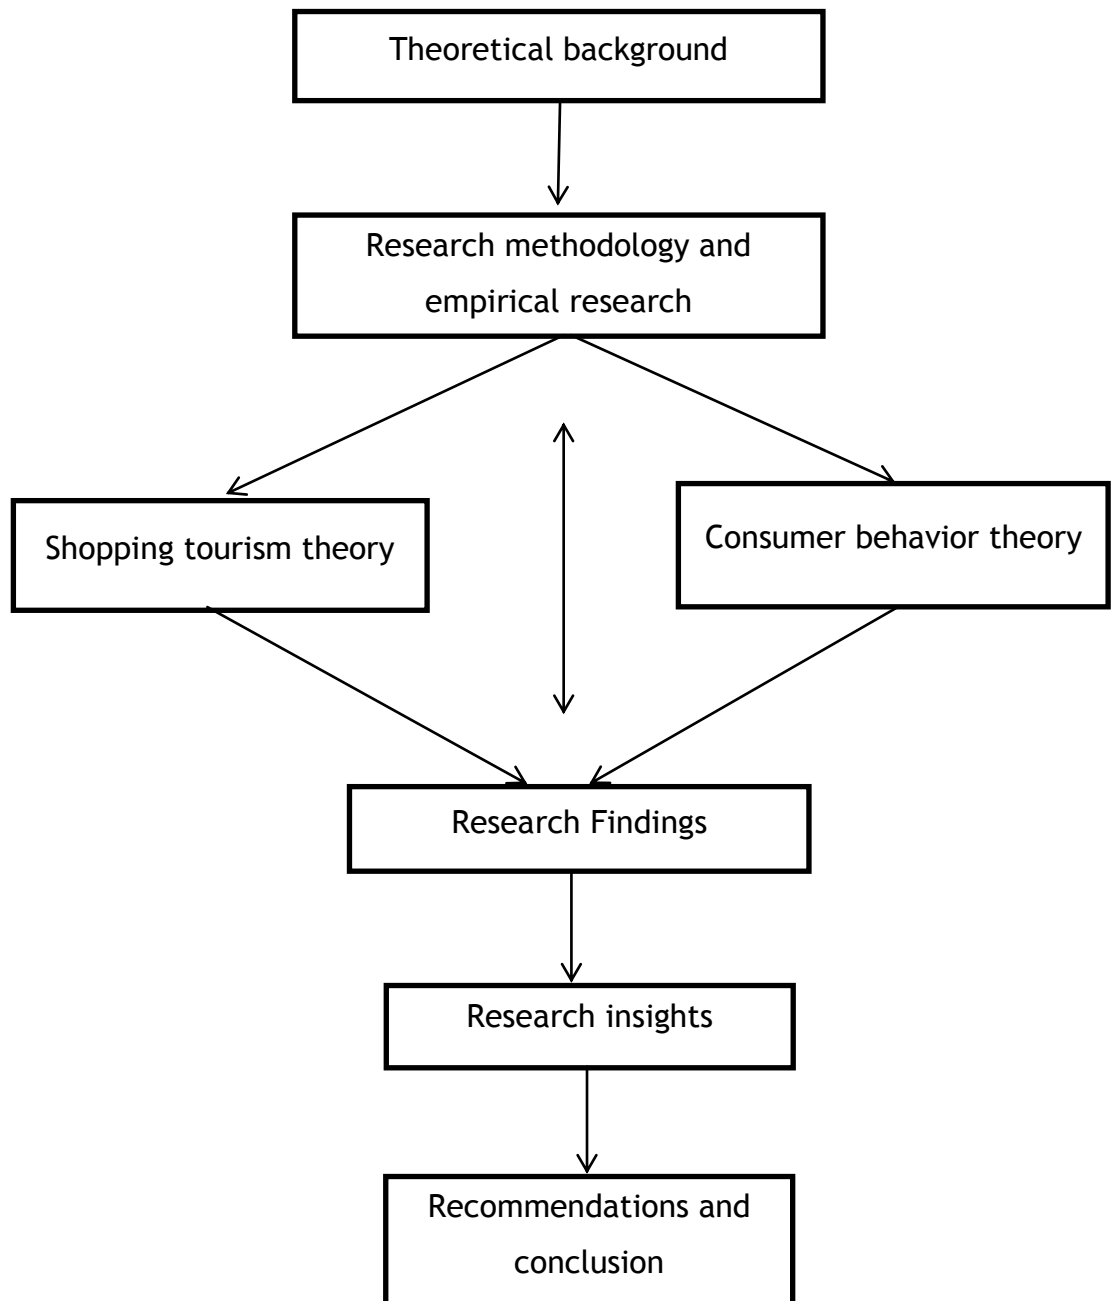 Theoretical background
Research methodology and
empirical research
Shopping tourism theory
Consumer behavior theory
Research Findings
Research insights
Recommendations and
conclusion